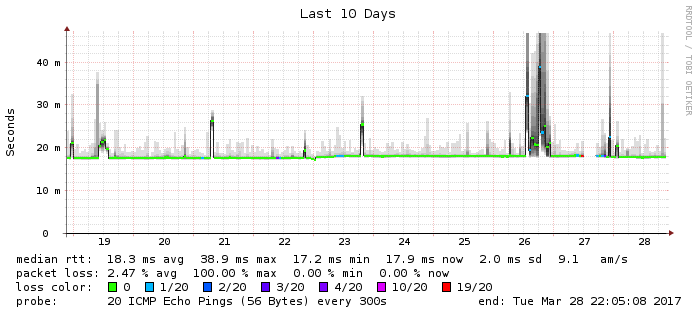 Last 10 Days
RRDTOOL / TOBI OETIKER
Seconds
40 m
30 m
20 m
10 m
0
19 20 21 22 23 24 25 26 27 28
median rtt: 18.3 ms avg 38.9 ms max 17.2 ms min 17.9 ms now 2.0 ms sd 9.1 am/s
packet loss: 2.47 % avg 100.00 % max 0.00 % min 0.00 % now
loss color: 0 1/20 2/20 3/20 4/20 10/20 19/20
probe: 20 ICMP Echo Pings (56 Bytes) every 300s end: Tue Mar 28 22:05:08 2017